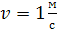 𝑣 = 1 м/с